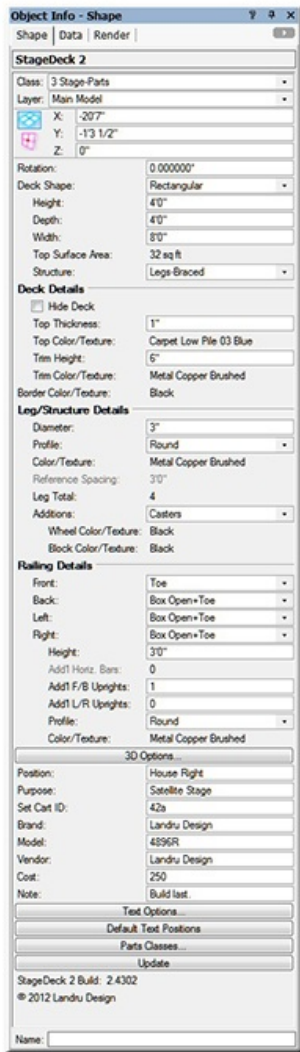 Object Info - Shape
Shape Data Render
StageDeck 2
Class: 3 Stage-Parts
Layer: Main Model
X: -20'7"
Y: -1'3 1/2"
Z: 0"
Rotation: 0.000000°
Deck Shape: Rectangular
Height: 4'0"
Depth: 4'0"
Width: 8'0"
Top Surface Area: 32 sq ft
Structure: Legs-Braced
Deck Details
Hide Deck
Top Thickness: 1"
Top Color/Texture: Carpet Low Pile 03 Blue
Trim Height: 6"
Trim Color/Texture: Metal Copper Brushed
Border Color/Texture: Black
Leg/Structure Details
Diameter: 3"
Profile: Round
Color/Texture: Metal Copper Brushed
Reference Spacing: 3'0"
Leg Total: 4
Additions: Casters
Wheel Color/Texture: Black
Block Color/Texture: Black
Railing Details
Front: Toe
Back: Box Open+Toe
Left: Box Open+Toe
Right: Box Open+Toe
Height: 3'0"
Add'l Horiz. Bars: 0
Add'l F/B Uprights: 1
Add'l L/R Uprights: 0
Profile: Round
Color/Texture: Metal Copper Brushed
3D Options...
Position: House Right
Purpose: Satellite Stage
Set Cart ID: 42a
Brand: Landru Design
Model: 4896R
Vendor: Landru Design
Cost: 250
Note: Build last.
Text Options...
Default Text Positions
Parts Classes...
Update
StageDeck 2 Build: 2.4302
® 2012 Landru Design
Name: